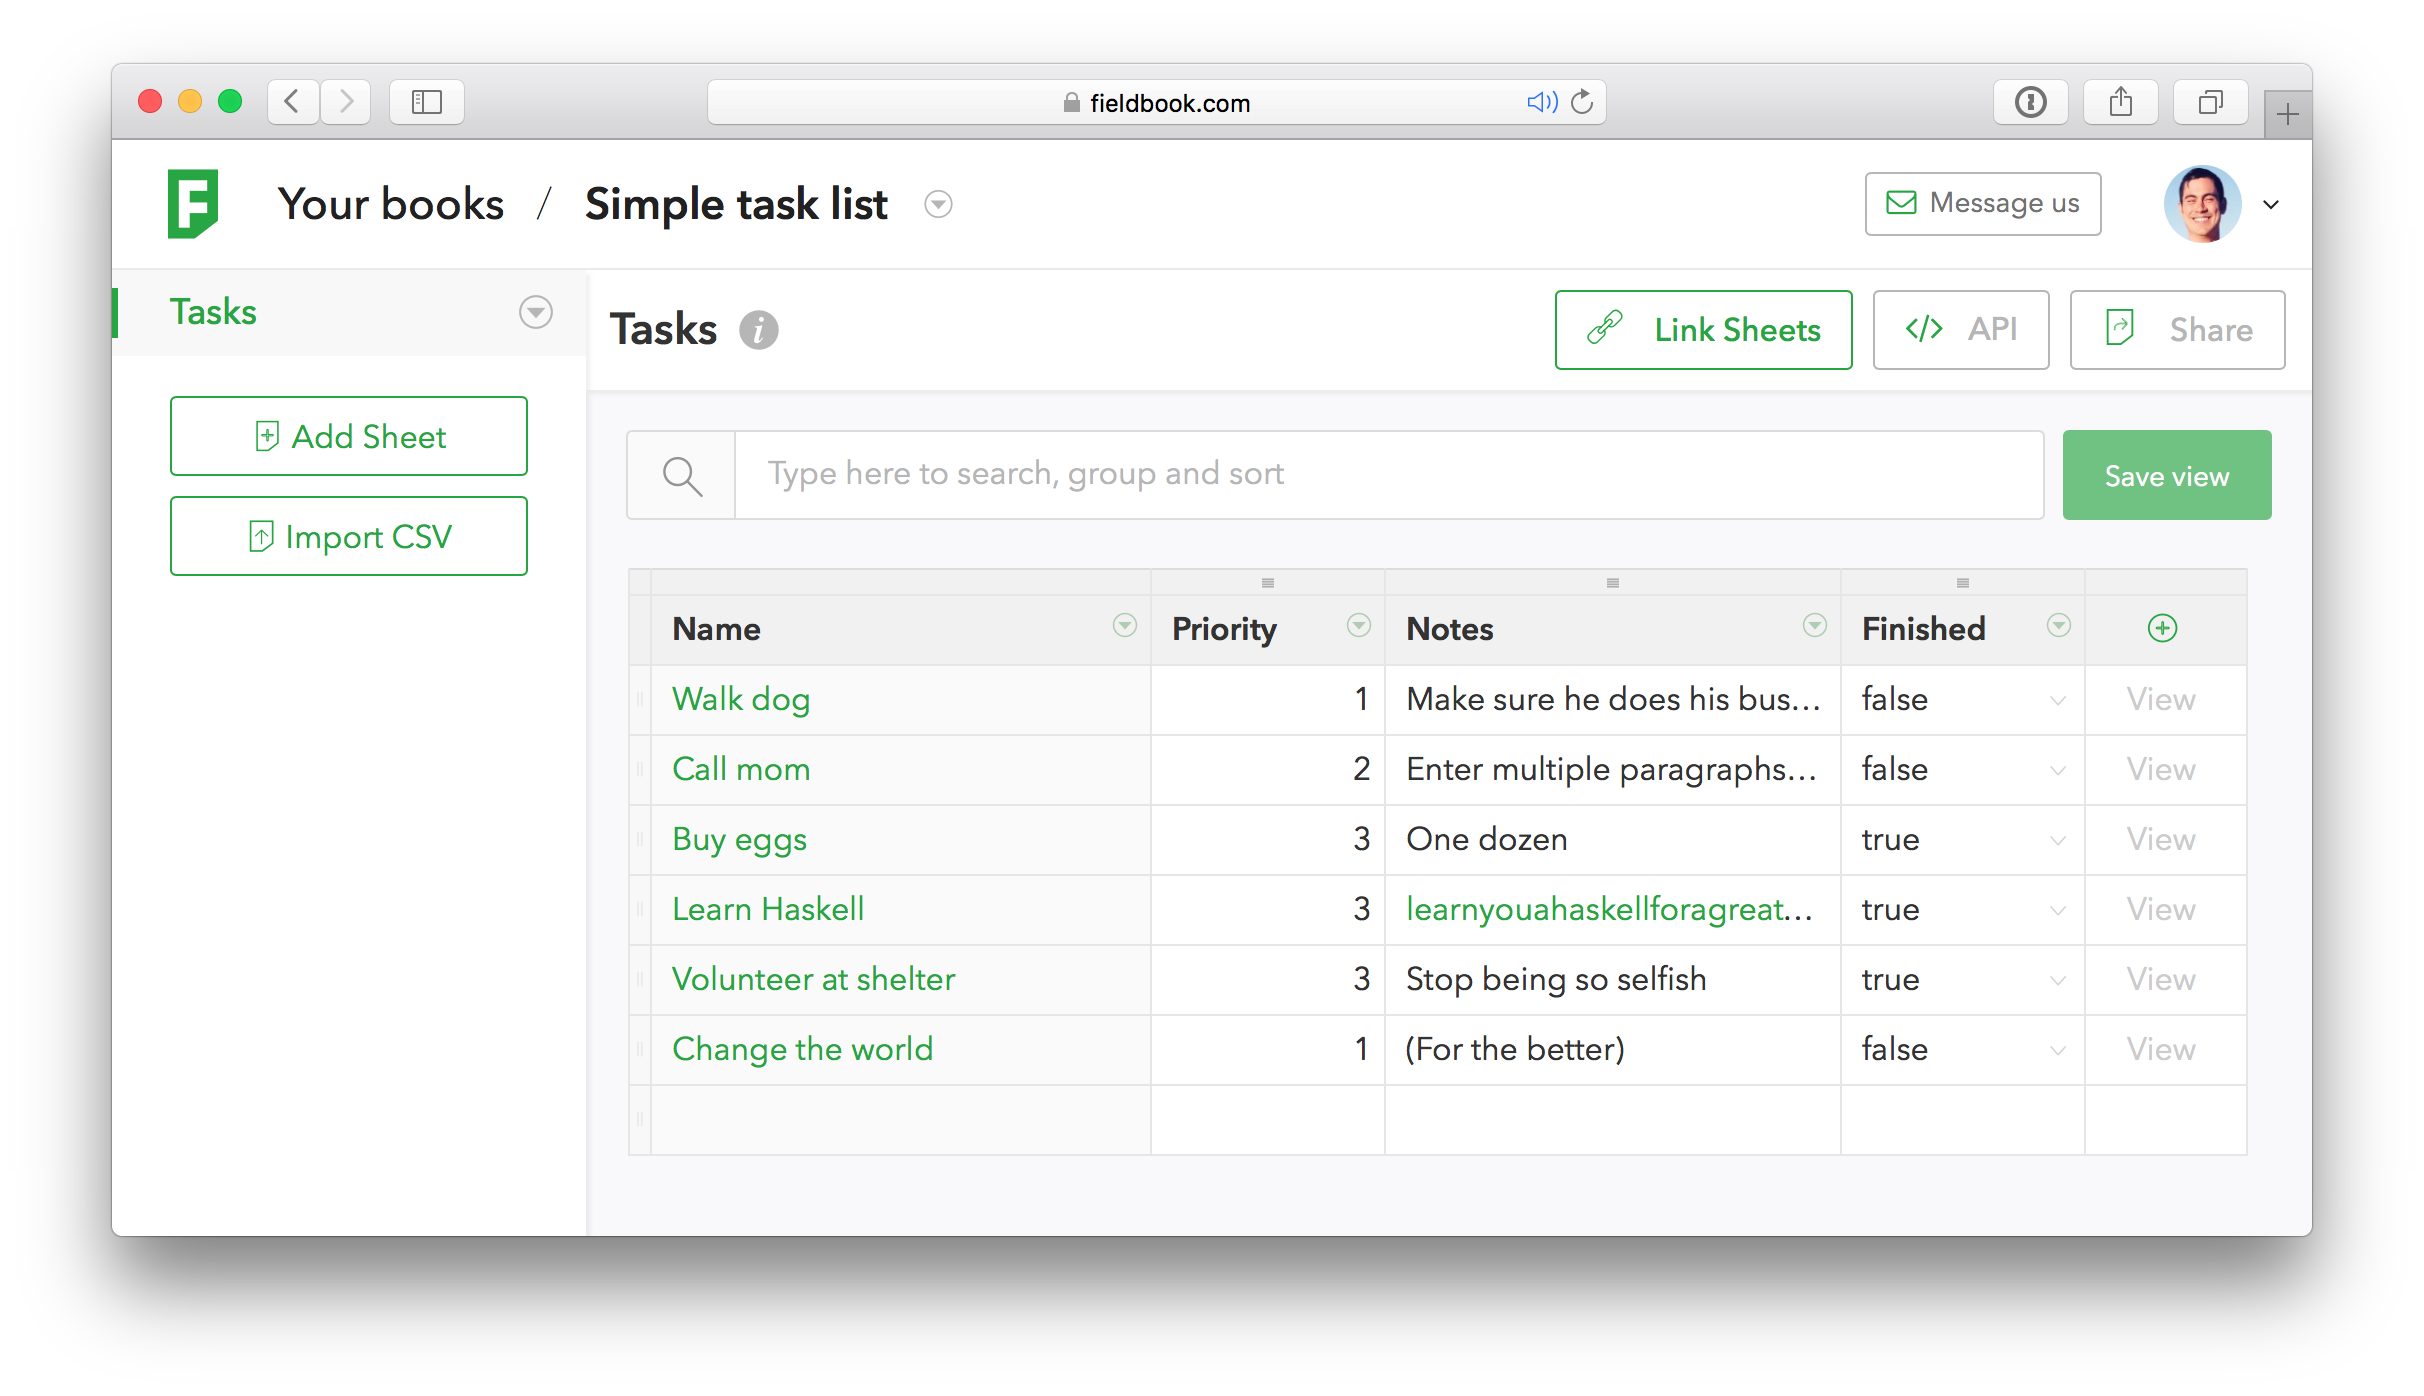 fieldbook.com
F Your books / Simple task list
Message us
Tasks
Add Sheet
Import CSV
Tasks i
Link Sheets
</> API
Share
Type here to search, group and sort
Save view
Name Priority Notes Finished
Walk dog 1 Make sure he does his bus... false View
Call mom 2 Enter multiple paragraphs... false View
Buy eggs 3 One dozen true View
Learn Haskell 3 learnyouahaskellforagreat... true View
Volunteer at shelter 3 Stop being so selfish true View
Change the world 1 (For the better) false View